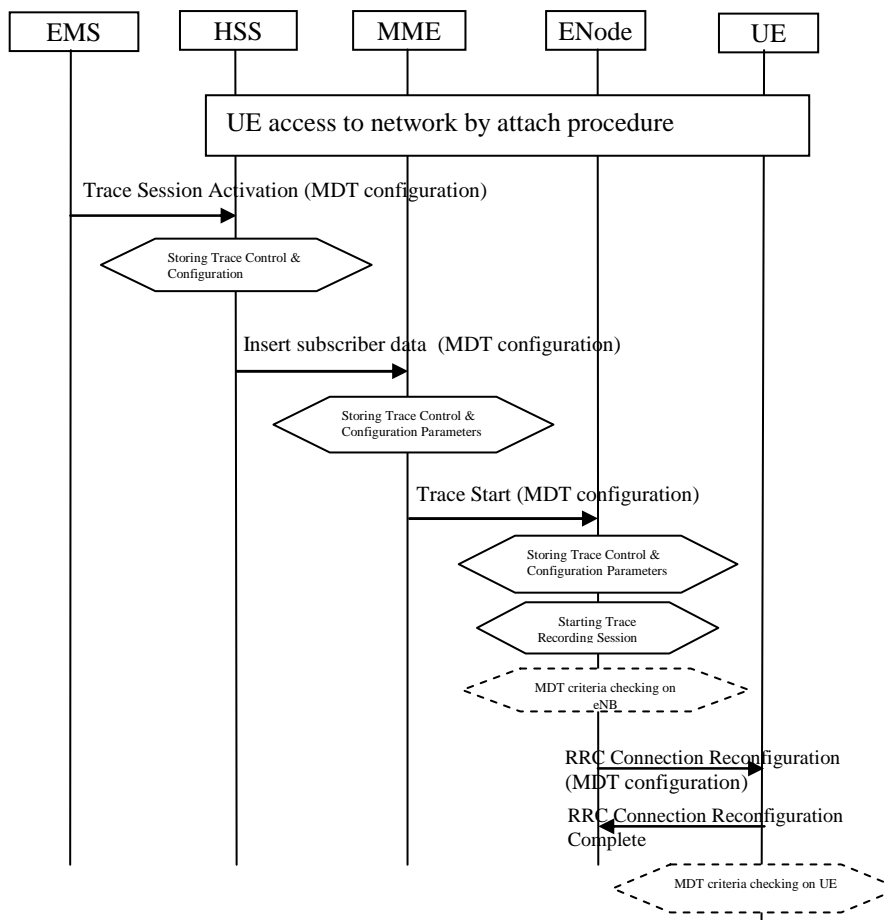 EMS HSS MME ENode UE
UE access to network by attach procedure
Trace Session Activation (MDT configuration)
Storing Trace Control &
Configuration
Insert subscriber data (MDT configuration)
Storing Trace Control &
Configuration Parameters
Trace Start (MDT configuration)
Storing Trace Control &
Configuration Parameters
Starting Trace
Recording Session
MDT criteria checking on
eNB
RRC Connection Reconfiguration
(MDT configuration)
RRC Connection Reconfiguration
Complete
MDT criteria checking on UE